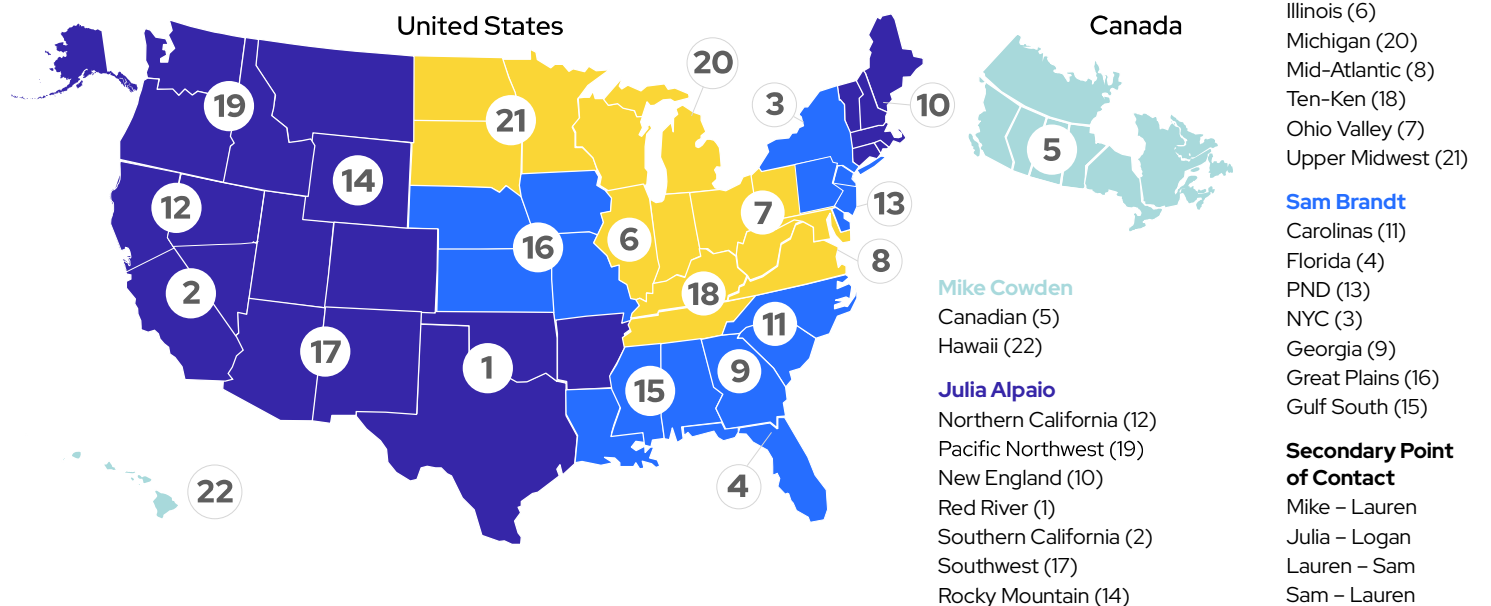 United States
Canada
20
3
10
19
21
5
14
12
7
13
6
16
8
2
18
11
17
1
9
15
4
22
Mike Cowden
Canadian (5)
Hawaii (22)
Julia Alpaio
Northern California (12)
Pacific Northwest (19)
New England (10)
Red River (1)
Southern California (2)
Southwest (17)
Rocky Mountain (14)
Illinois (6)
Michigan (20)
Mid-Atlantic (8)
Ten-Ken (18)
Ohio Valley (7)
Upper Midwest (21)
Sam Brandt
Carolinas (11)
Florida (4)
PND (13)
NYC (3)
Georgia (9)
Great Plains (16)
Gulf South (15)
Secondary Point
of Contact
Mike – Lauren
Julia – Logan
Lauren – Sam
Sam – Lauren